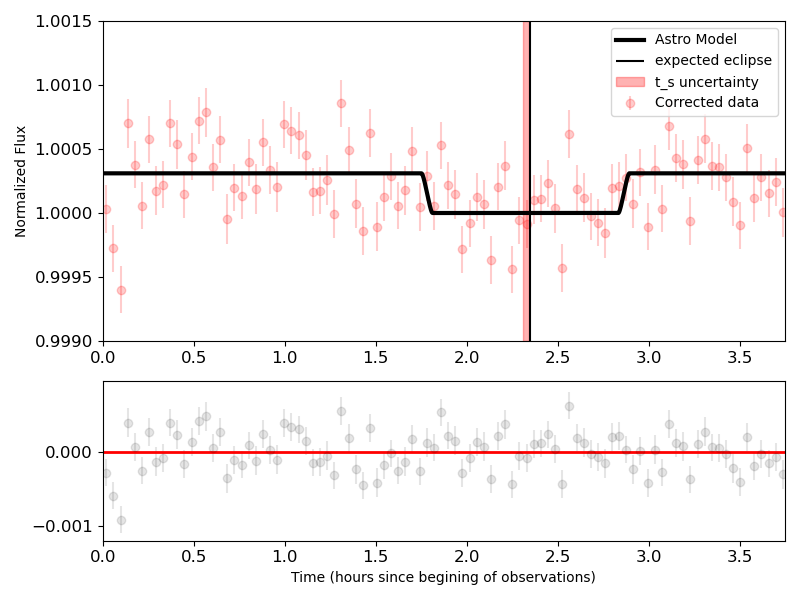 1.0015
1.0010
1.0005
1.0000
0.9995
0.9990
Normalized Flux
Astro Model
expected eclipse
t_s uncertainty
Corrected data
0.0 0.5 1.0 1.5 2.0 2.5 3.0 3.5
0.000
−0.001
0.0 0.5 1.0 1.5 2.0 2.5 3.0 3.5
Time (hours since begining of observations)